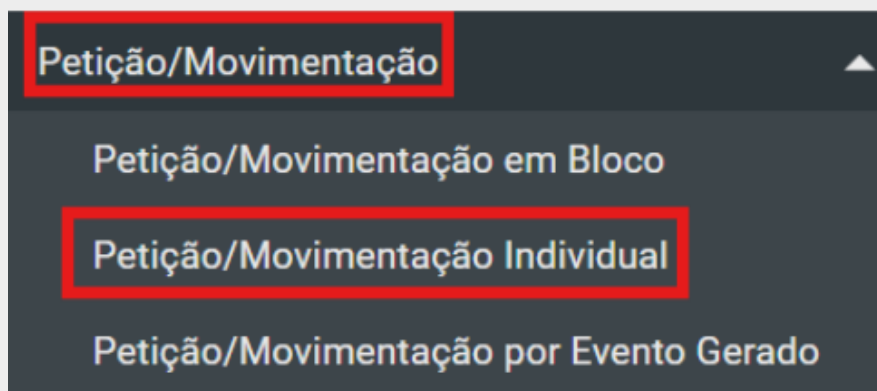 Petição/Movimentação
Petição/Movimentação em Bloco
Petição/Movimentação Individual
Petição/Movimentação por Evento Gerado